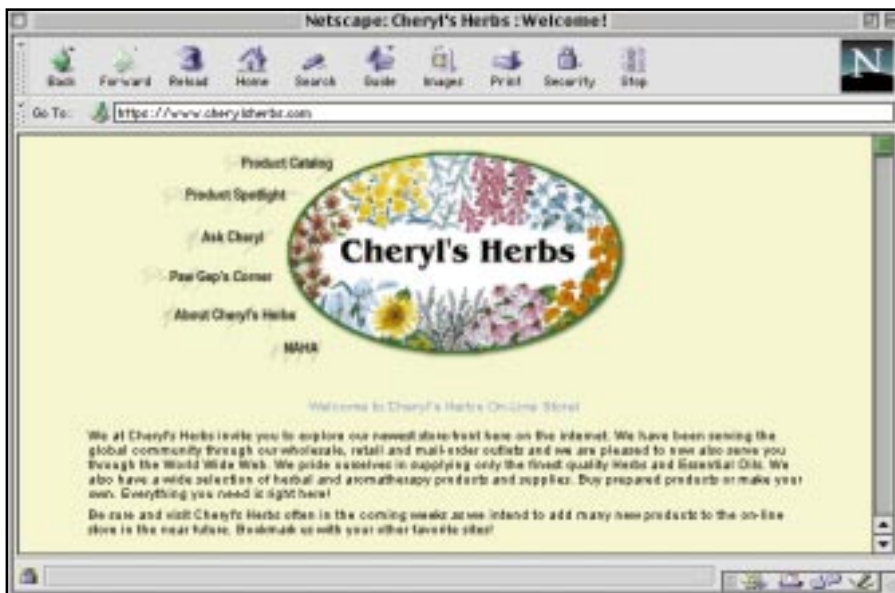 Netscape: Cheryl's Herbs : Welcome!
Back Forward Reload Home Search Guide Images Print Security Stop
N
Go To: https://www.cherylsherbs.com
Product Catalog
Product Spotlight
Ask Cheryl
Paw Gap's Corner
About Cheryl's Herbs
NAHA
Cheryl's Herbs
Welcome to Cheryl's Herbs On-Line Store!
We at Cheryl's Herbs invite you to explore our newest store-front here on the internet. We have been serving the
global community through our wholesale, retail and mail-order outlets and we are pleased to now also serve you
through the World Wide Web. We pride ourselves in supplying only the finest quality Herbs and Essential Oils. We
also have a wide selection of herbal and aromatherapy products and supplies. Buy prepared products or make your
own. Everything you need is right here!
Be sure and visit Cheryl's Herbs often in the coming weeks as we intend to add many new products to the on-line
store in the near future. Bookmark us with your other favorite sites!